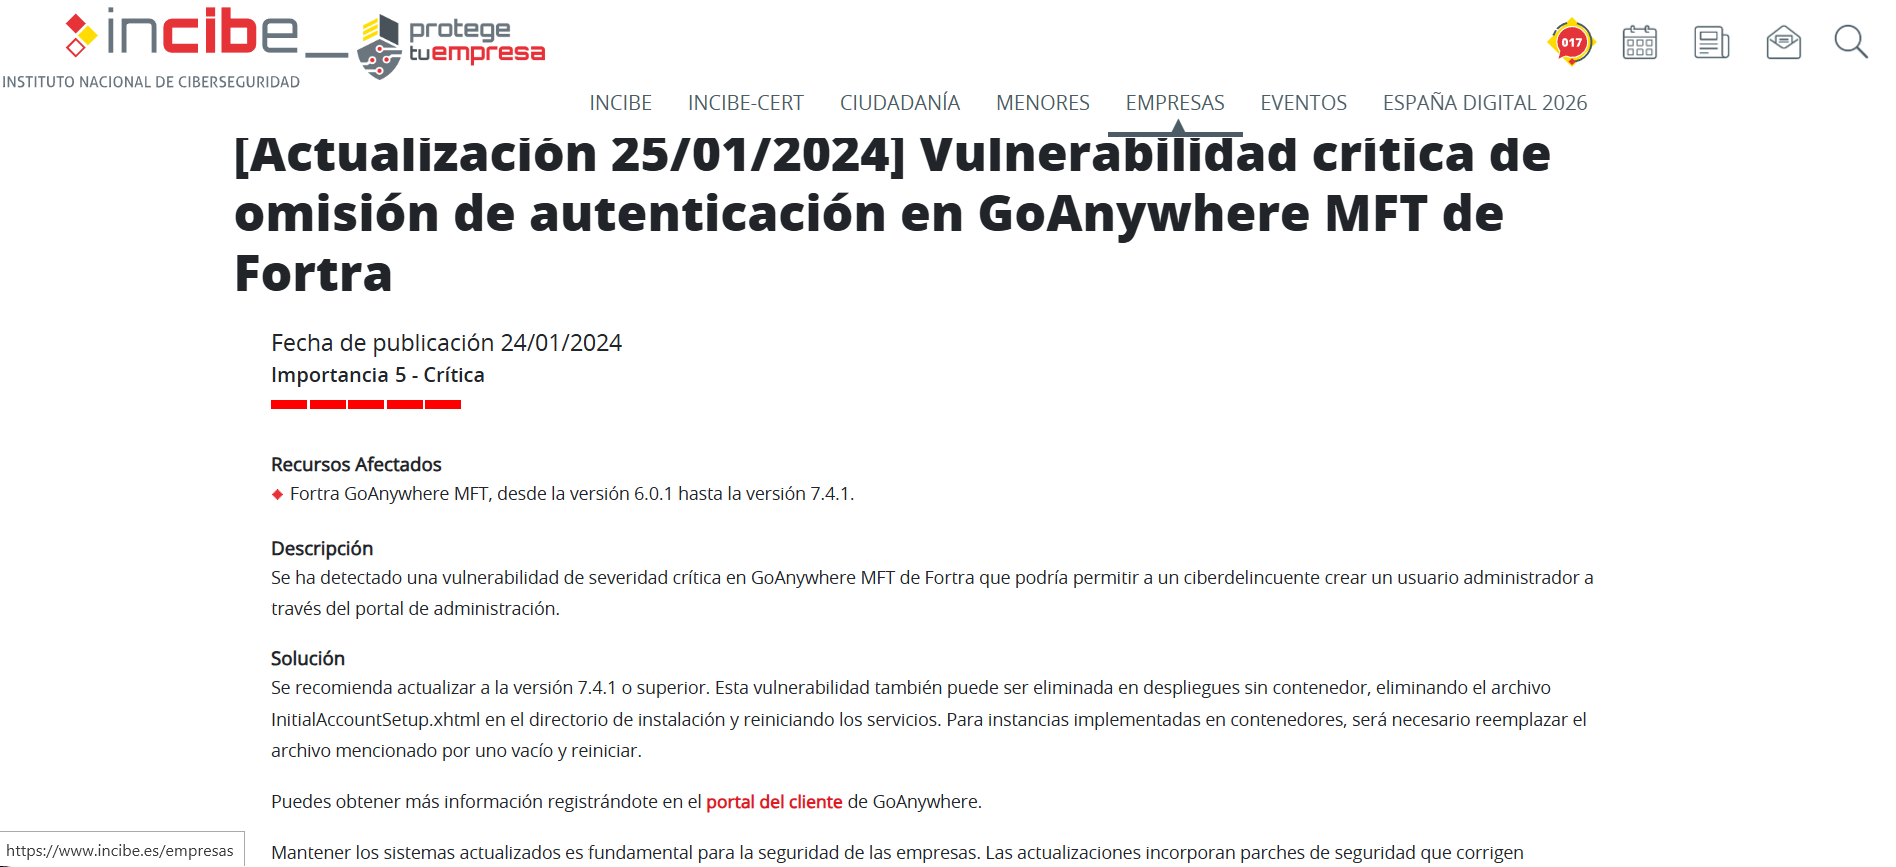 incibe_
INSTITUTO NACIONAL DE CIBERSEGURIDAD
protege
tuempresa
017
INCIBE INCIBE-CERT CIUDADANÍA MENORES EMPRESAS EVENTOS ESPAÑA DIGITAL 2026
[Actualización 25/01/2024] Vulnerabilidad crítica de
omisión de autenticación en GoAnywhere MFT de
Fortra
Fecha de publicación 24/01/2024
Importancia 5 - Crítica
Recursos Afectados
Fortra GoAnywhere MFT, desde la versión 6.0.1 hasta la versión 7.4.1.
Descripción
Se ha detectado una vulnerabilidad de severidad crítica en GoAnywhere MFT de Fortra que podría permitir a un ciberdelincuente crear un usuario administrador a
través del portal de administración.
Solución
Se recomienda actualizar a la versión 7.4.1 o superior. Esta vulnerabilidad también puede ser eliminada en despliegues sin contenedor, eliminando el archivo
InitialAccountSetup.xhtml en el directorio de instalación y reiniciando los servicios. Para instancias implementadas en contenedores, será necesario reemplazar el
archivo mencionado por uno vacío y reiniciar.
Puedes obtener más información registrándote en el portal del cliente de GoAnywhere.
Mantener los sistemas actualizados es fundamental para la seguridad de las empresas. Las actualizaciones incorporan parches de seguridad que corrigen
https://www.incibe.es/empresas